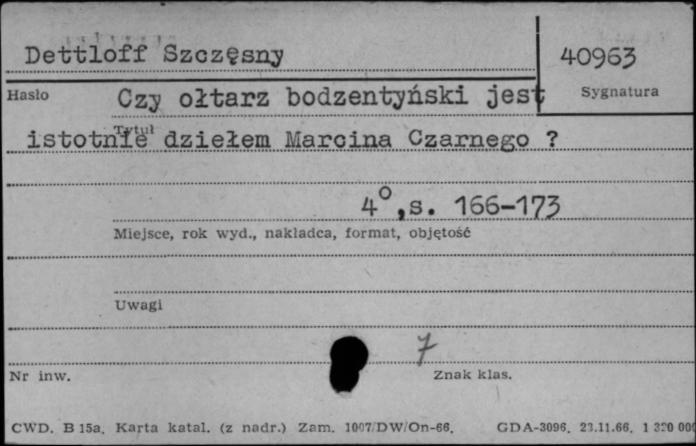 Dettloff Szczęsny
40963
Hasło
Sygnatura
Czy ołtarz bodzentyński jest
Tytuł
istotnie dziełem Marcina Czarnego ?
4°,s. 166-173
Miejsce, rok wyd., nakładca, format, objętość
Uwagi
7
Nr inw.
Znak klas.
CWD. B 15a. Karta katal. (z nadr.) Zam. 1007/DW/On-66. GDA-3096. 23.11.66. 1 320 000